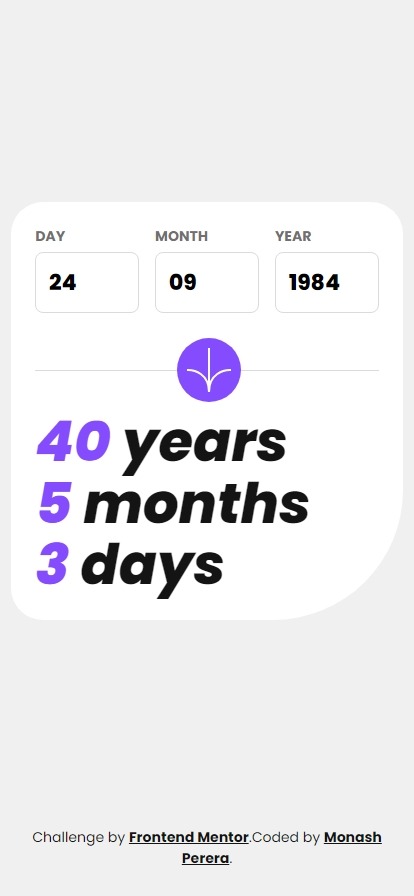 DAY MONTH YEAR
24 09 1984
40 years
5 months
3 days
Challenge by Frontend Mentor.Coded by Monash
Perera.